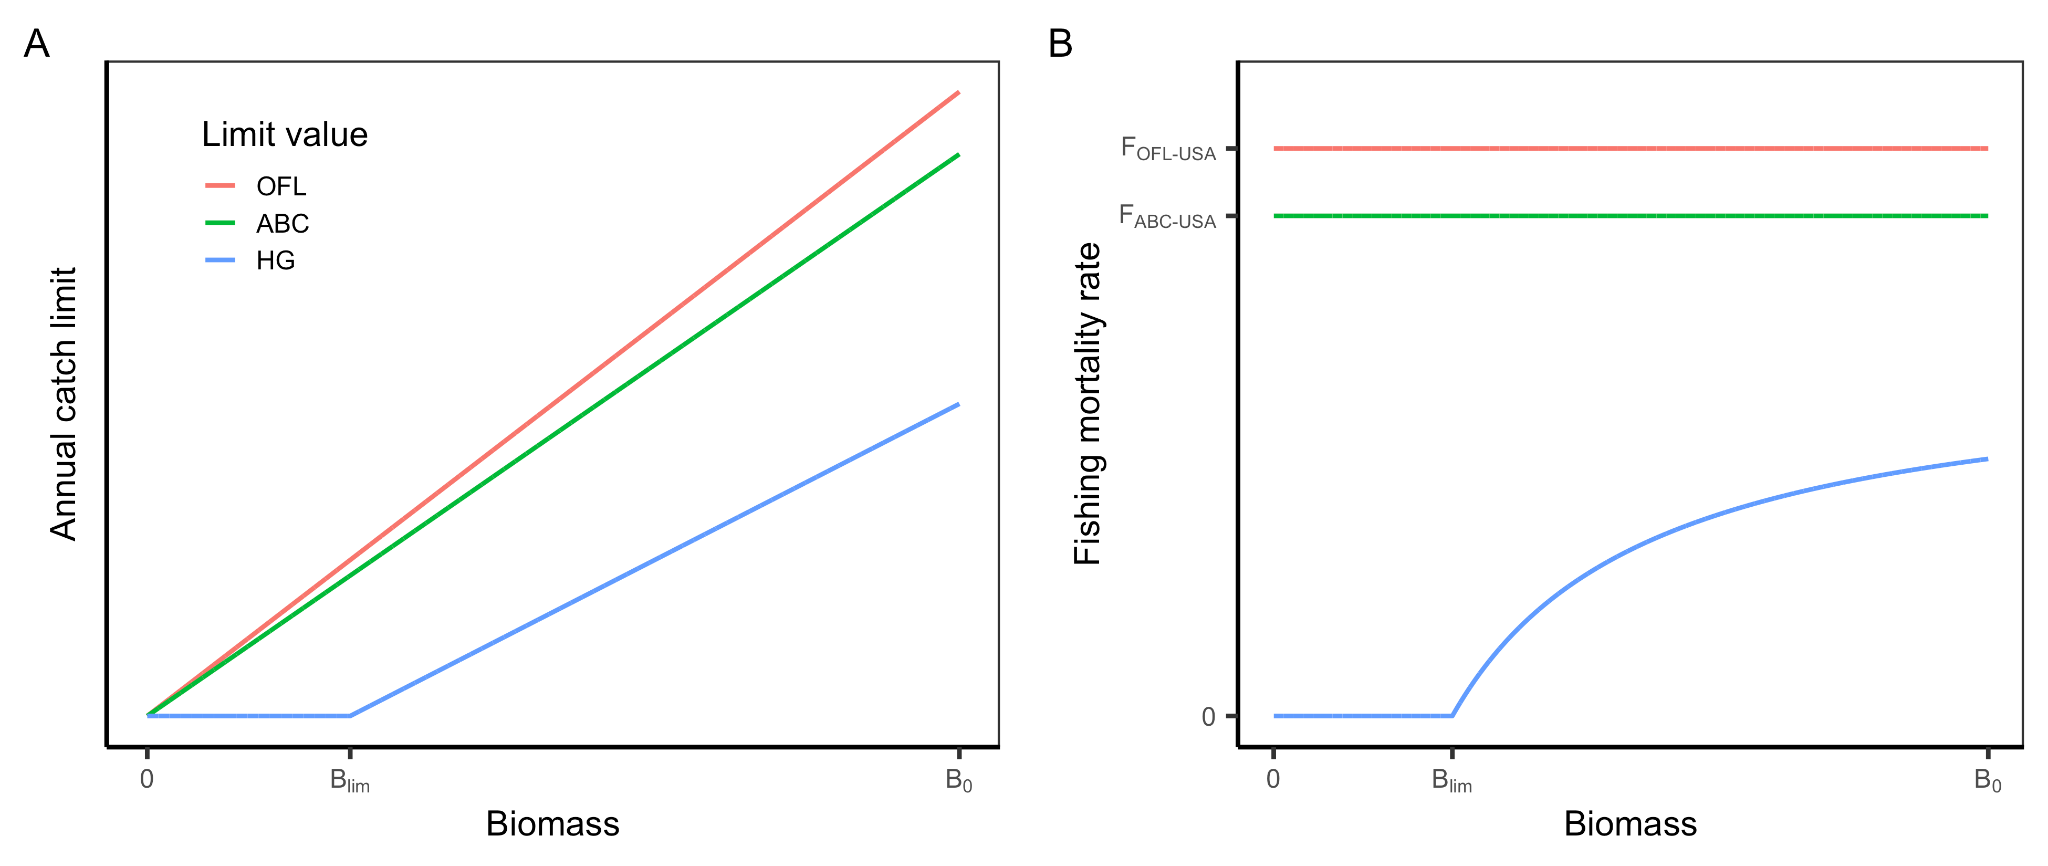 A
Limit value
OFL
ABC
HG
Annual catch limit
0
Blim
B0
Biomass
B
FOFL-USA
FABC-USA
Fishing mortality rate
0
0
Blim
B0
Biomass